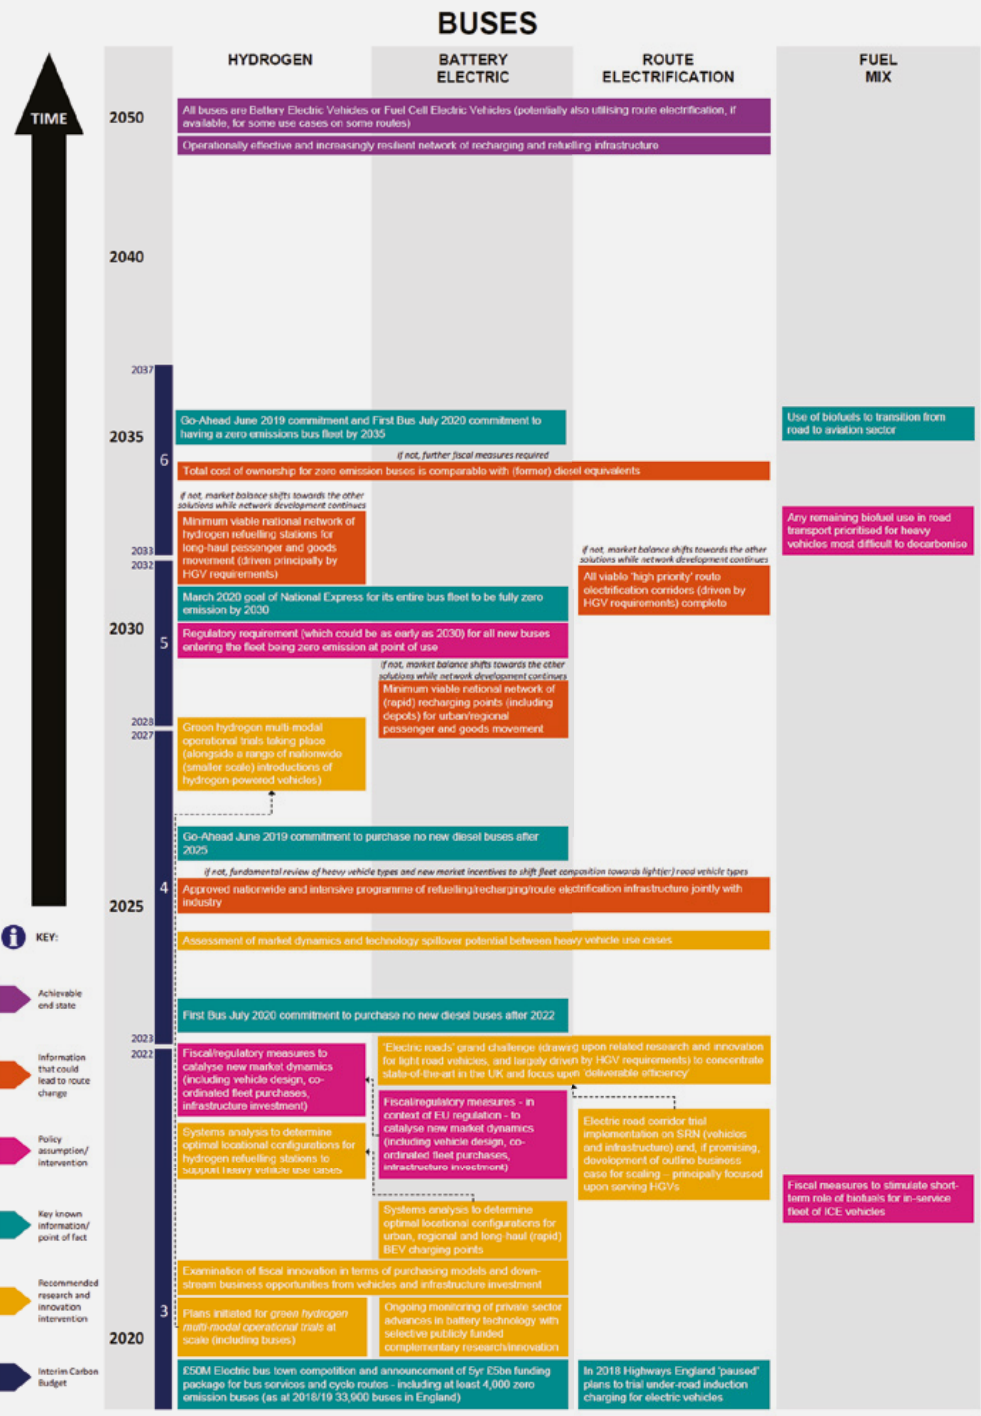 BUSES
HYDROGEN
BATTERY
ELECTRIC
ROUTE
ELECTRIFICATION
FUEL
MIX
TIME
2050
All buses are Battery Electric Vehicles or Fuel Cell Electric Vehicles (potentially also utilising route electrification, if
available, for some use cases on some routes)
Operationally effective and increasingly resilient network of recharging and refuelling infrastructure
2040
2037
Go-Ahead June 2019 commitment and First Bus July 2020 commitment to
having a zero emissions bus fleet by 2035
Use of biofuels to transition from
road to aviation sector
2035
if not, further fiscal measures required
6
Total cost of ownership for zero emission buses is comparable with (former) diesel equivalents
if not, market balance shifts towards the other
solutions while network development continues
Minimum viable national network of
hydrogen refuelling stations for
long-haul passenger and goods
movement (driven principally by
HGV requirements)
Any remaining biofuel use in road
transport prioritised for heavy
vehicles most difficult to decarbonise
2033
2032
if not, market balance shifts towards the other
solutions while network development continues
All viable 'high priority' route
electrification corridors (driven by
HGV requirements) complete
March 2020 goal of National Express for its entire bus fleet to be fully zero
emission by 2030
2030
5
Regulatory requirement (which could be as early as 2030) for all new buses
entering the fleet being zero emission at point of use
if not, market balance shifts towards the other
solutions while network development continues
Minimum viable national network of
(rapid) recharging points (including
depots) for urban/regional
passenger and goods movement
2028
2027
Green hydrogen multi-modal
operational trials taking place
(alongside a range of nationwide
(smaller scale) introductions of
hydrogen powered vehicles)
Go-Ahead June 2019 commitment to purchase no new diesel buses after
2025
if not, fundamental review of heavy vehicle types and new market incentives to shift fleet composition towards light(er) road vehicle types
4
Approved nationwide and intensive programme of refuelling/recharging/route electrification infrastructure jointly with
industry
2025
KEY:
Assessment of market dynamics and technology spillover potential between heavy vehicle use cases
Achievable
end state
First Bus July 2020 commitment to purchase no new diesel buses after 2022
2023
2022
Information
that could
lead to route
change
Fiscal/regulatory measures to
catalyse new market dynamics
(including vehicle design, co-
ordinated fleet purchases,
infrastructure investment)
'Electric roads' grand challenge (drawing upon related research and innovation
for light road vehicles, and largely driven by HGV requirements) to concentrate
state-of-the-art in the UK and focus upon 'deliverable efficiency'
Fiscal/regulatory measures - in
context of EU regulation - to
catalyse new market dynamics
(including vehicle design, co-
ordinated fleet purchases,
infrastructure investment)
Electric road corridor trial
implementation on SRN (vehicles
and infrastructure) and, if promising,
development of outline business
case for scaling – principally focused
upon serving HGVs
Policy
assumption/
intervention
Systems analysis to determine
optimal locational configurations for
hydrogen refuelling stations to
support heavy vehicle use cases
Fiscal measures to stimulate short-
term role of biofuels for in-service
fleet of ICE vehicles
Key known
information/
point of fact
Systems analysis to determine
optimal locational configurations for
urban, regional and long-haul (rapid)
BEV charging points
Examination of fiscal innovation in terms of purchasing models and down-
stream business opportunities from vehicles and infrastructure investment
Recommended
research and
innovation
intervention
3
Plans initiated for green hydrogen
multi-modal operational trials at
scale (including buses)
Ongoing monitoring of private sector
advances in battery technology with
selective publicly funded
complementary research/innovation
2020
Interim Carbon
Budget
£50M Electric bus town competition and announcement of 5yr £5bn funding
package for bus services and cycle routes - including at least 4,000 zero
emission buses (as at 2018/19 33,900 buses in England)
In 2018 Highways England 'paused'
plans to trial under-road induction
charging for electric vehicles